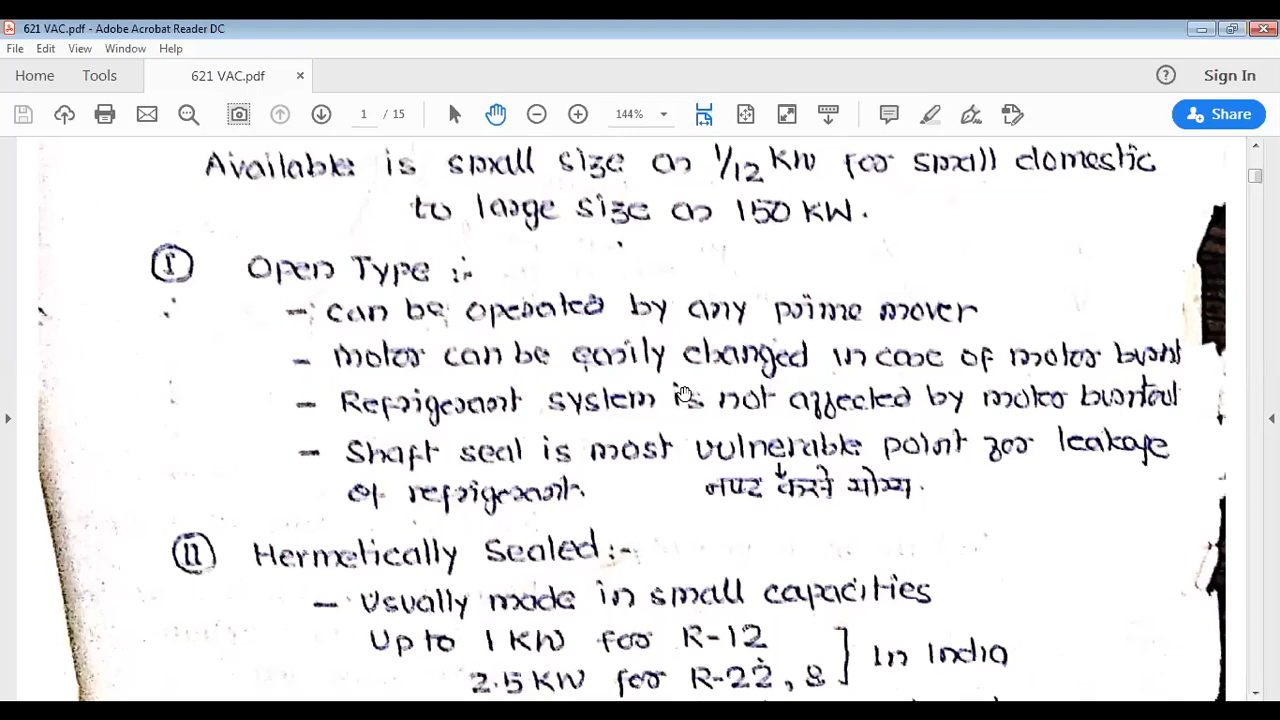 621 VAC.pdf - Adobe Acrobat Reader DC
File Edit View Window Help
Home Tools 621 VAC.pdf × Sign In
1 / 15 144% Share
Available is small size as 1/12 KW for small domestic
to large size as 150 KW.
I Open Type :-
- can be operated by any prime mover
- motor can be easily changed in case of motor burnt
- Refrigerant system is not affected by motor burtout
- Shaft seal is most vulnerable point for leakage
of refrigerant. करने योग्य.
II Hermetically Sealed :-
- Usually made in small capacities
Up to 1 KW for R-12
2.15 KW for R-22, & In India